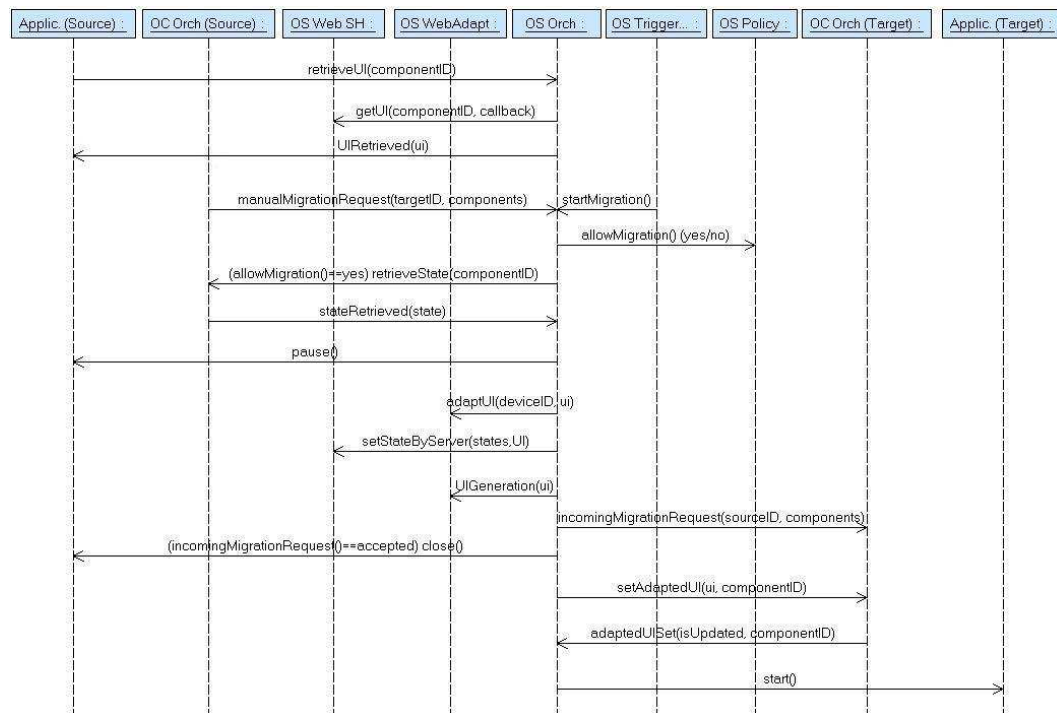 Applic. (Source) :
OC Orch (Source) :
OS Web SH :
OS WebAdapt :
OS Orch :
OS Trigger... :
OS Policy :
OC Orch (Target) :
Applic. (Target) :
retrieveUI(componentID)
getUI(componentID, callback)
UIRetrieved(ui)
manualMigrationRequest(targetID, components)
startMigration()
allowMigration() (yes/no)
(allowMigration()==yes) retrieveState(componentID)
stateRetrieved(state)
pause()
adaptUI(deviceID, ui)
setStateByServer(states,UI)
UIGeneration(ui)
incomingMigrationRequest(sourceID, components)
(incomingMigrationRequest()==accepted) close()
setAdaptedUI(ui, componentID)
adaptedUISet(isUpdated, componentID)
start()